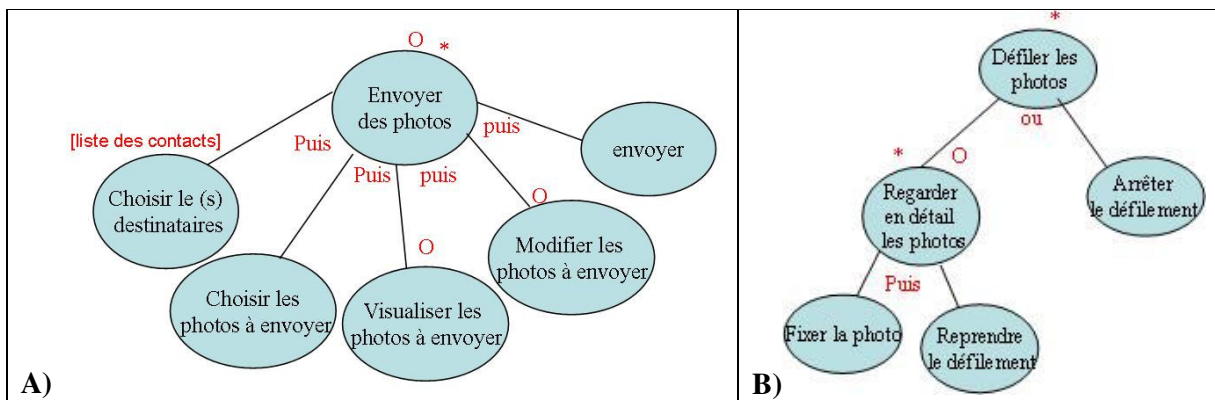 O *
Envoyer
des photos
[liste des contacts]
Puis
Puis
puis
puis
envoyer
Choisir le (s)
destinataires
Choisir les
photos à envoyer
O
Visualiser les
photos à envoyer
O
Modifier les
photos à envoyer
A)
*
Défiler les
photos
ou
* O
Regarder
en détail
les photos
Arrêter
le défilement
Puis
Fixer la photo
Reprendre
le défilement
B)